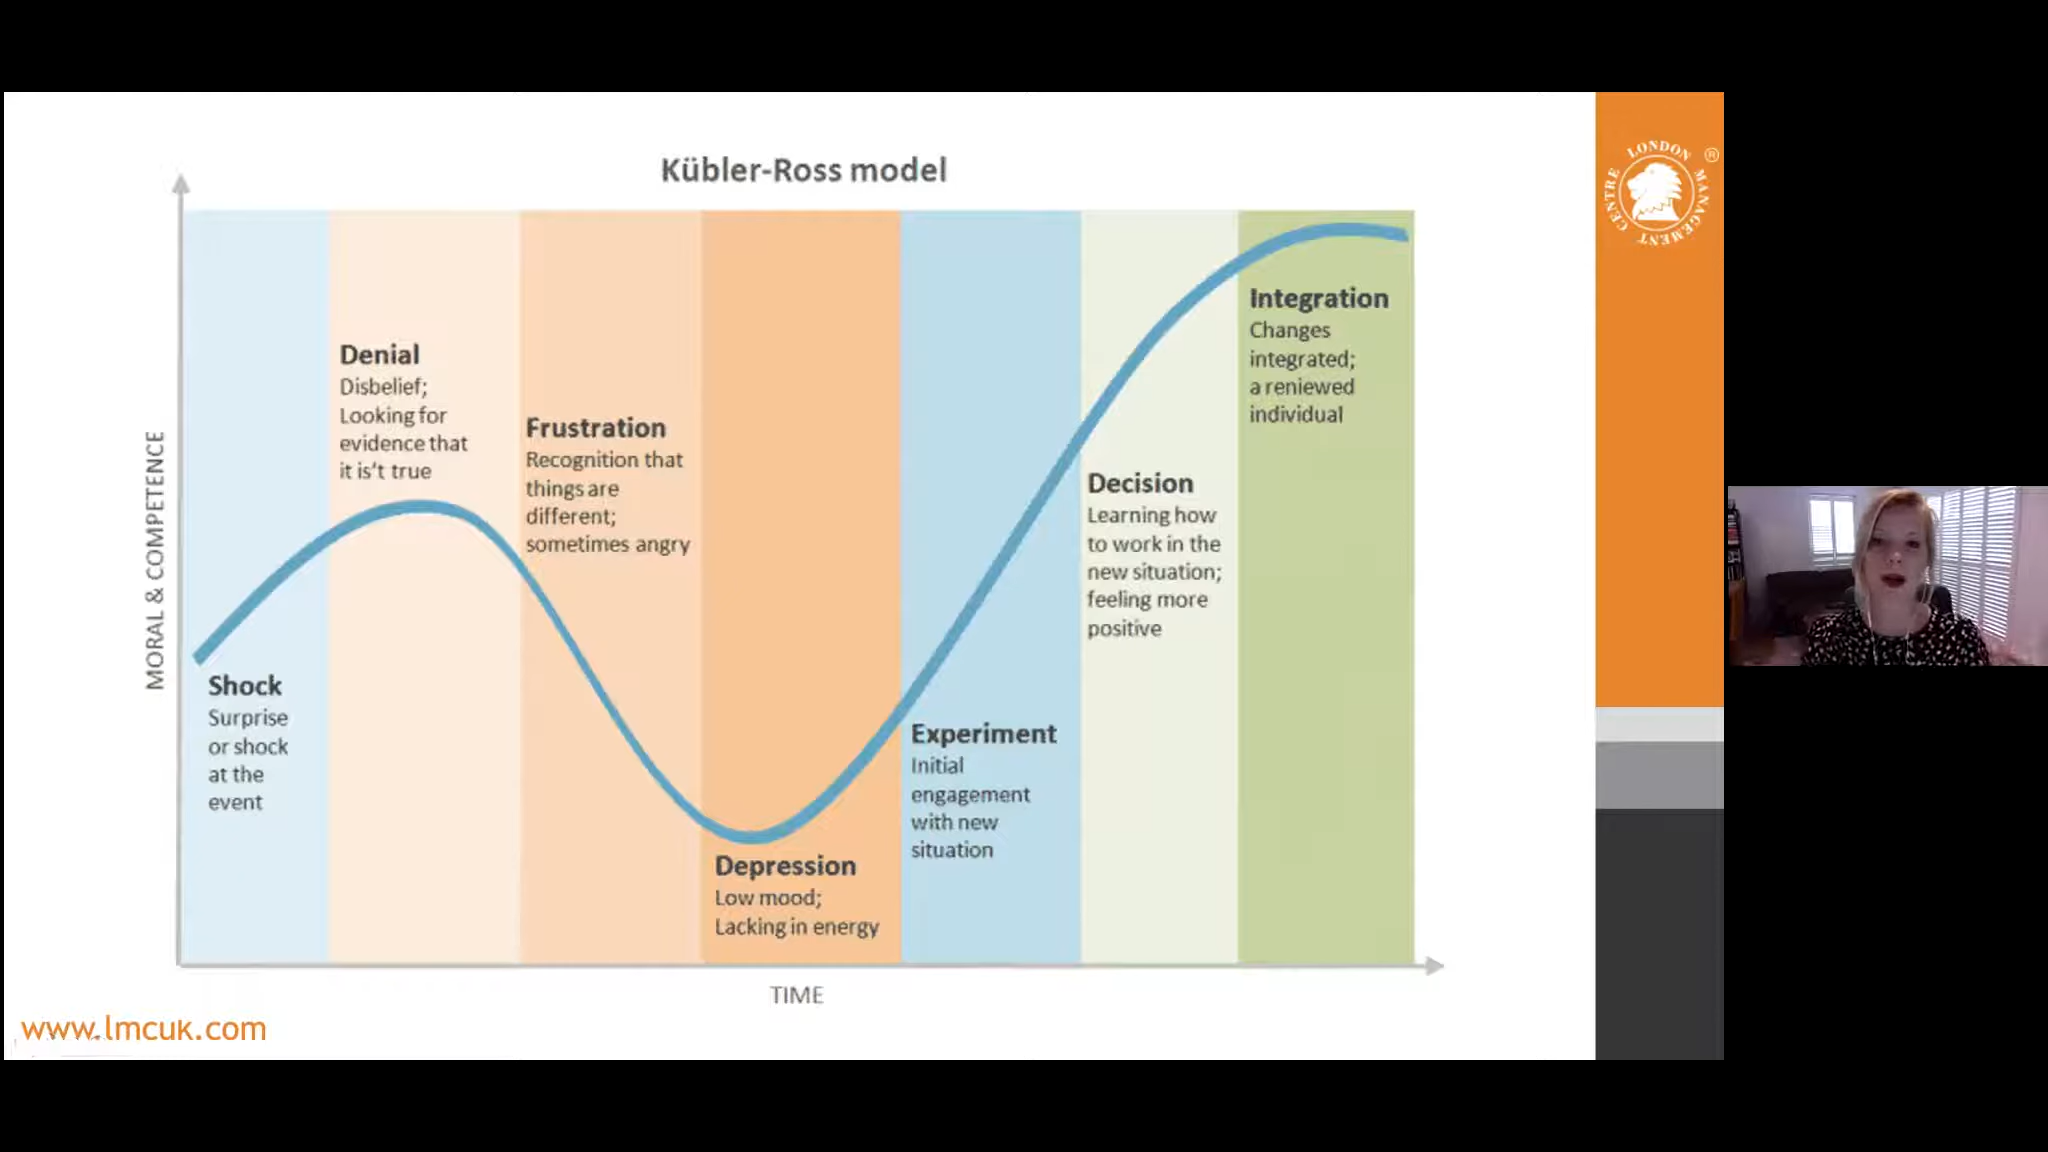 Kübler-Ross model
MORAL & COMPETENCE
Shock
Surprise
or shock
at the
event
Denial
Disbelief;
Looking for
evidence that
it is't true
Frustration
Recognition that
things are
different;
sometimes angry
Depression
Low mood;
Lacking in energy
Experiment
Initial
engagement
with new
situation
Decision
Learning how
to work in the
new situation;
feeling more
positive
Integration
Changes
integrated;
a reniewed
individual
TIME
www.lmcuk.com
LONDON MANAGEMENT CENTRE ®